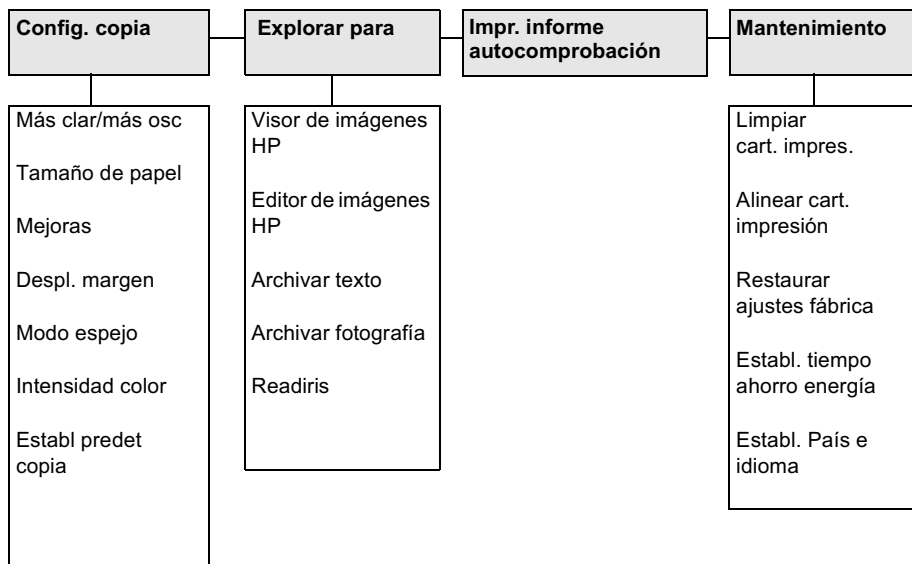 Config. copia
Explorar para
Impr. informe
autocomprobación
Mantenimiento
Más clar/más osc
Tamaño de papel
Mejoras
Despl. margen
Modo espejo
Intensidad color
Establ predet
copia
Visor de imágenes
HP
Editor de imágenes
HP
Archivar texto
Archivar fotografía
Readiris
Limpiar
cart. impres.
Alinear cart.
impresión
Restaurar
ajustes fábrica
Establ. tiempo
ahorro energía
Establ. País e
idioma